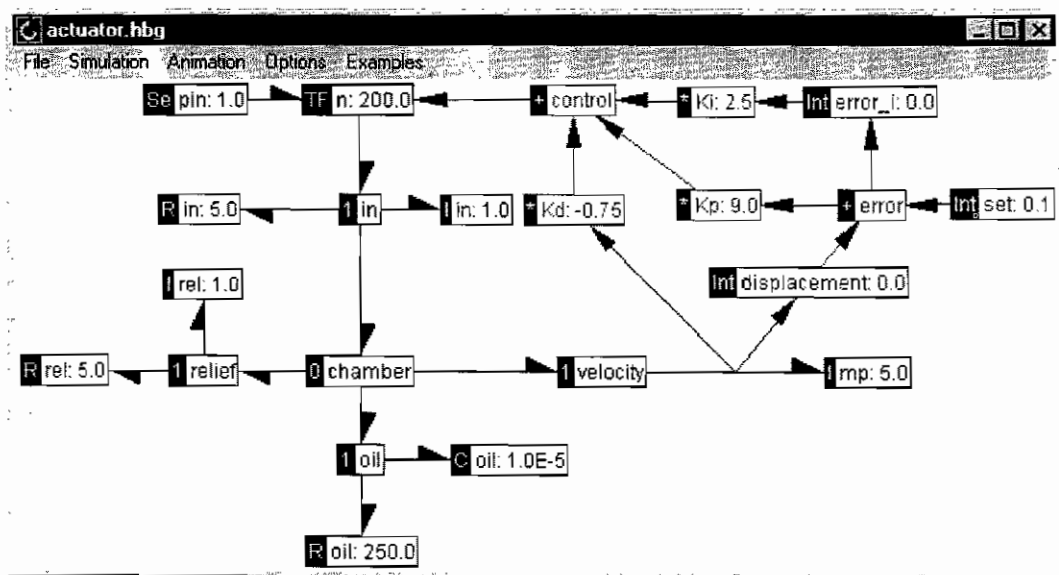 actuator.hbg
File Simulation Animation Options Examples
Se pin: 1.0 TF n: 200.0 + control * Ki: 2.5 Int error_i: 0.0
R in: 5.0 1 in I in: 1.0 * Kd: -0.75 * Kp: 9.0 + error Int set: 0.1
I rel: 1.0 Int displacement: 0.0
R rel: 5.0 1 relief 0 chamber 1 velocity I mp: 5.0
1 oil C oil: 1.0E-5
R oil: 250.0